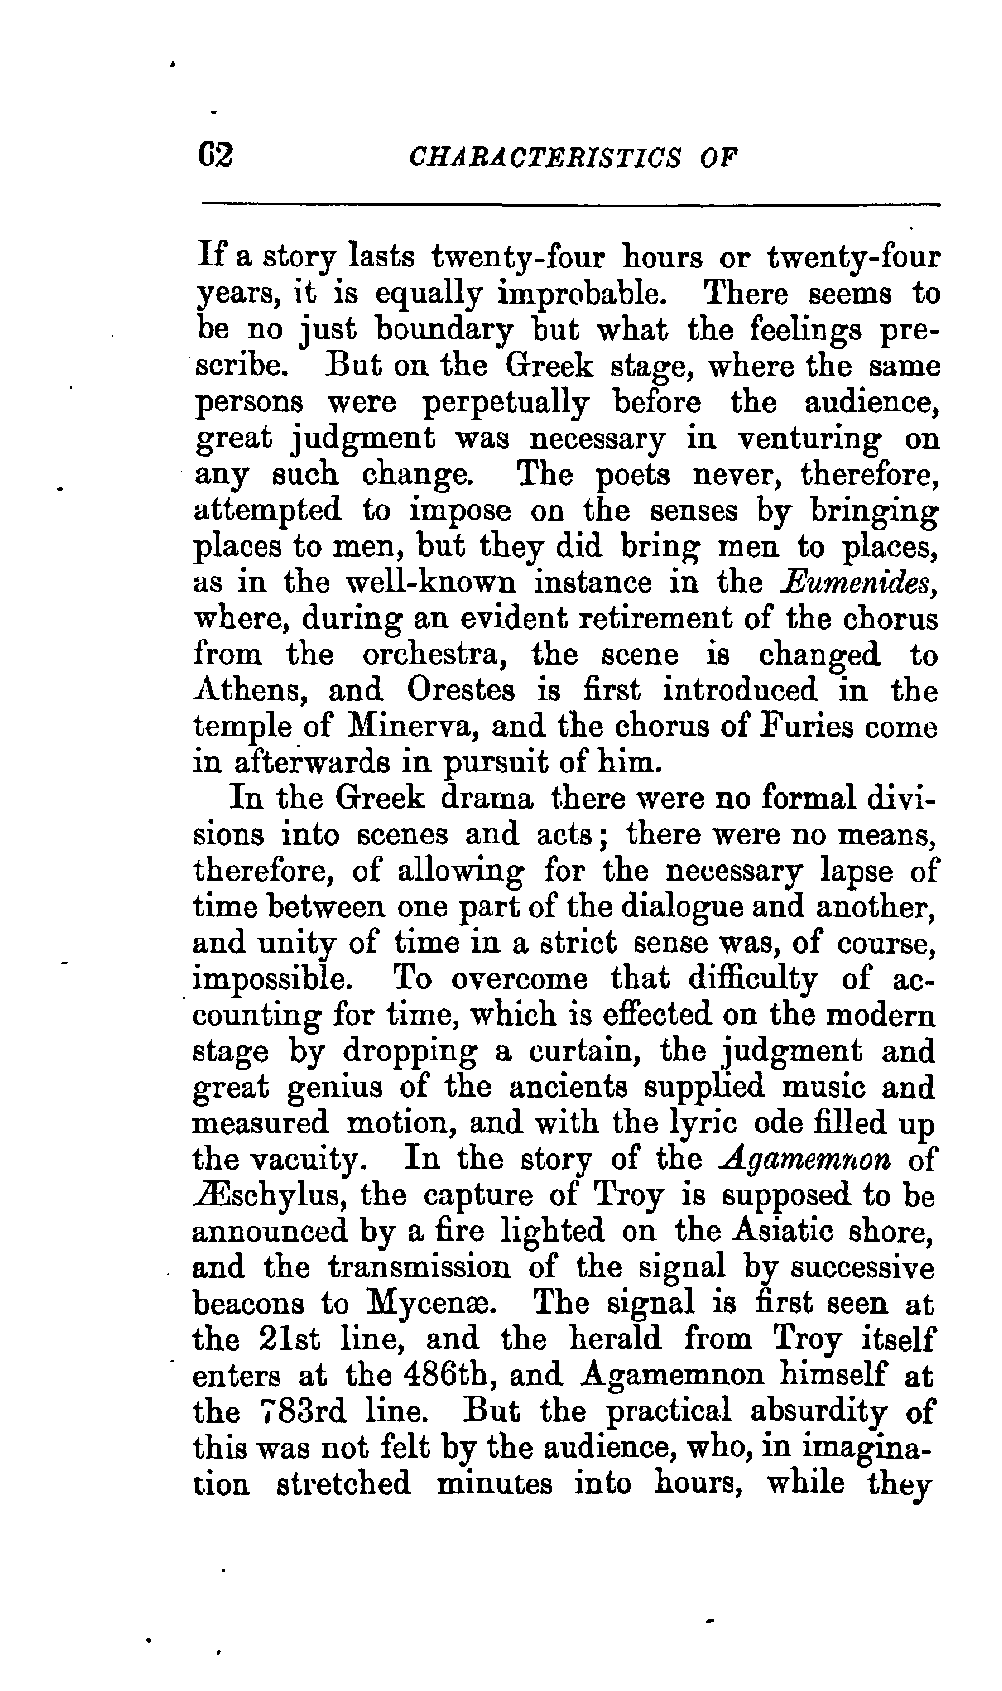 62 CHARACTERISTICS OF
If a story lasts twenty-four hours or twenty-four
years, it is equally improbable. There seems to
be no just boundary but what the feelings pre-
scribe. But on the Greek stage, where the same
persons were perpetually before the audience,
great judgment was necessary in venturing on
any such change. The poets never, therefore,
attempted to impose on the senses by bringing
places to men, but they did bring men to places,
as in the well-known instance in the Eumenides,
where, during an evident retirement of the chorus
from the orchestra, the scene is changed to
Athens, and Orestes is first introduced in the
temple of Minerva, and the chorus of Furies come
in afterwards in pursuit of him.
In the Greek drama there were no formal divi-
sions into scenes and acts; there were no means,
therefore, of allowing for the necessary lapse of
time between one part of the dialogue and another,
and unity of time in a strict sense was, of course,
impossible. To overcome that difficulty of ac-
counting for time, which is effected on the modern
stage by dropping a curtain, the judgment and
great genius of the ancients supplied music and
measured motion, and with the lyric ode filled up
the vacuity. In the story of the Agamemnon of
Æschylus, the capture of Troy is supposed to be
announced by a fire lighted on the Asiatic shore,
and the transmission of the signal by successive
beacons to Mycenæ. The signal is first seen at
the 21st line, and the herald from Troy itself
enters at the 486th, and Agamemnon himself at
the 783rd line. But the practical absurdity of
this was not felt by the audience, who, in imagina-
tion stretched minutes into hours, while they